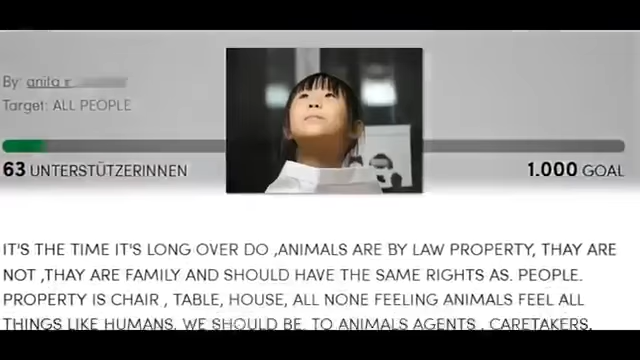 By: anita r
Target: ALL PEOPLE
63 UNTERSTÜTZERINNEN
1.000 GOAL
IT'S THE TIME IT'S LONG OVER DO ,ANIMALS ARE BY LAW PROPERTY, THAY ARE
NOT ,THAY ARE FAMILY AND SHOULD HAVE THE SAME RIGHTS AS. PEOPLE.
PROPERTY IS CHAIR , TABLE, HOUSE, ALL NONE FEELING ANIMALS FEEL ALL
THINGS LIKE HUMANS. WE SHOULD BE. TO ANIMALS AGENTS , CARETAKERS,